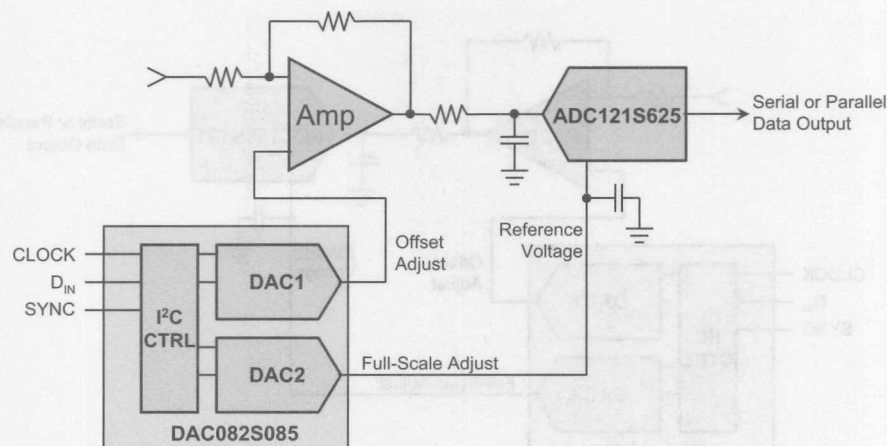 Amp
ADC121S625
Serial or Parallel
Data Output
Offset
Adjust
Reference
Voltage
CLOCK
D_IN
SYNC
I²C
CTRL
DAC1
DAC2
Full-Scale Adjust
DAC082S085